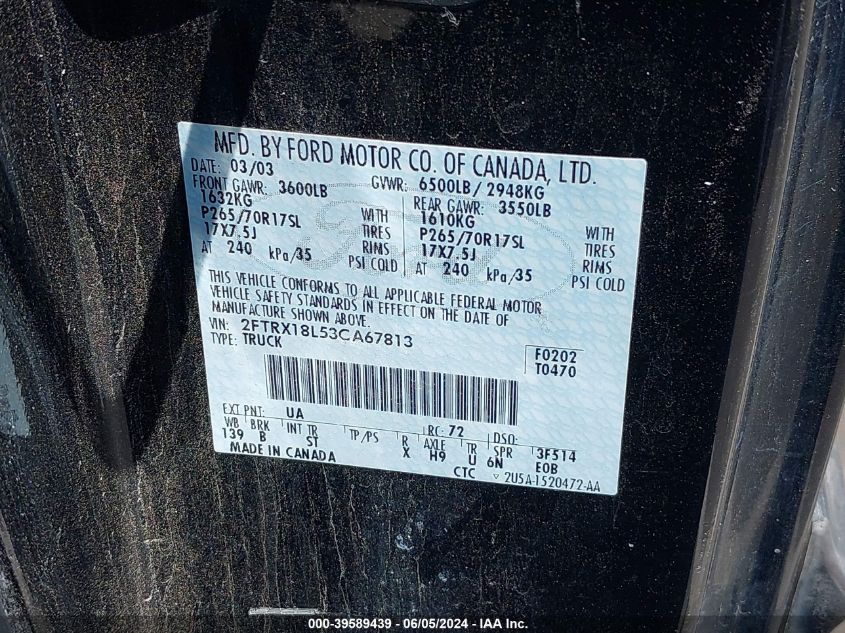 MFD. BY FORD MOTOR CO. OF CANADA, LTD.
DATE: 03/03 GVWR: 6500LB / 2948KG
FRONT GAWR: 3600LB REAR GAWR: 3550LB
1632KG WITH 1610KG WITH
P265/70R17SL TIRES P265/70R17SL TIRES
17X7.5J RIMS 17X7.5J RIMS
AT 240 kPa/35 PSI COLD AT 240 kPa/35 PSI COLD
THIS VEHICLE CONFORMS TO ALL APPLICABLE FEDERAL MOTOR
VEHICLE SAFETY STANDARDS IN EFFECT ON THE DATE OF
MANUFACTURE SHOWN ABOVE.
VIN: 2FTRX18L53CA67813
TYPE: TRUCK
F0202
T0470
EXT PNT: UA RC: 72 DSO:
WB BRK INT TR TP/PS R AXLE TR SPR 3F514
139 B ST X H9 U 6N EOB
MADE IN CANADA CTC ▽ 2U5A-1520472-AA
000-39589439 - 06/05/2024 - IAA Inc.